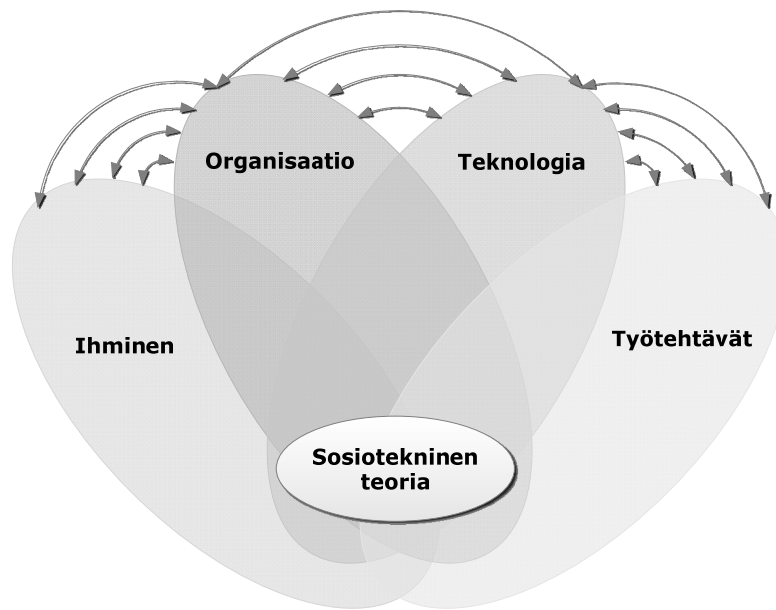 Organisaatio
Teknologia
Ihminen
Työtehtävät
Sosiotekninen
teoria